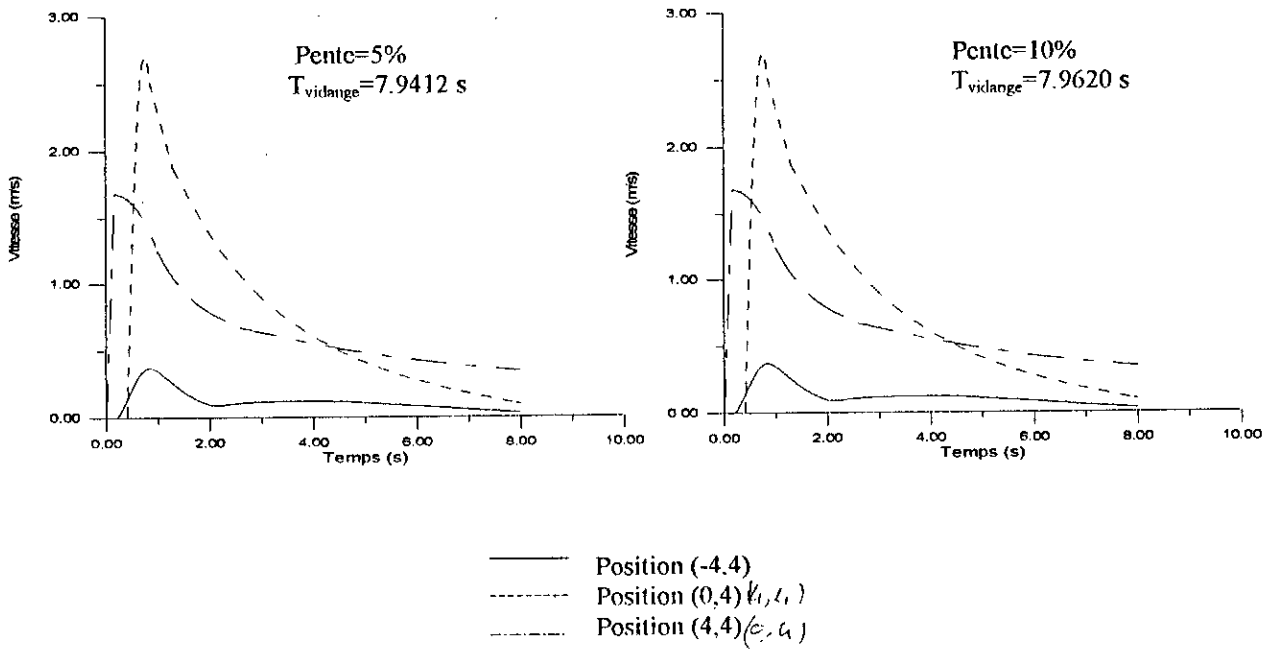 3.00
Pente=5%
Tvidange=7.9412 s
2.00
Vitesse (m/s)
1.00
0.00
0.00 2.00 4.00 6.00 8.00 10.00
Temps (s)
3.00
Pente=10%
Tvidange=7.9620 s
2.00
Vitesse (m/s)
1.00
0.00
0.00 2.00 4.00 6.00 8.00 10.00
Temps (s)
Position (-4,4)
Position (0,4)
Position (4,4)